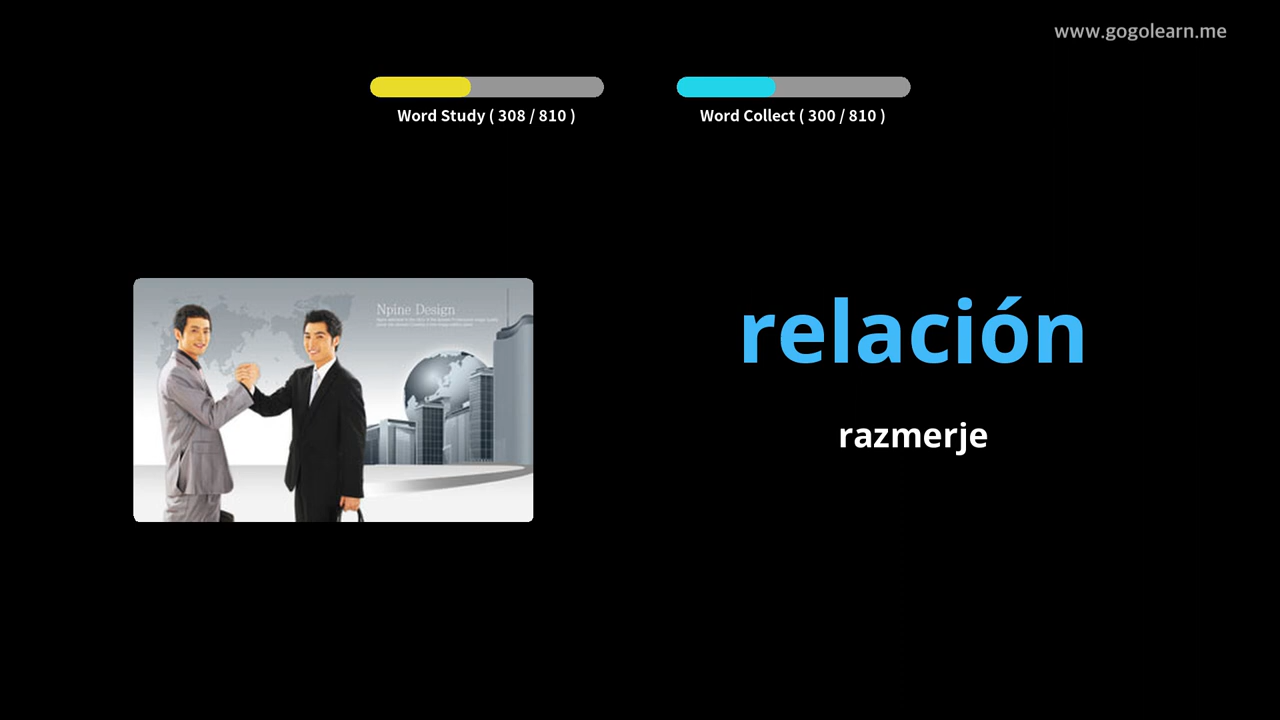 www.gogolearn.me
Word Study ( 308 / 810 )
Word Collect ( 300 / 810 )
Npine Design
relación
razmerje